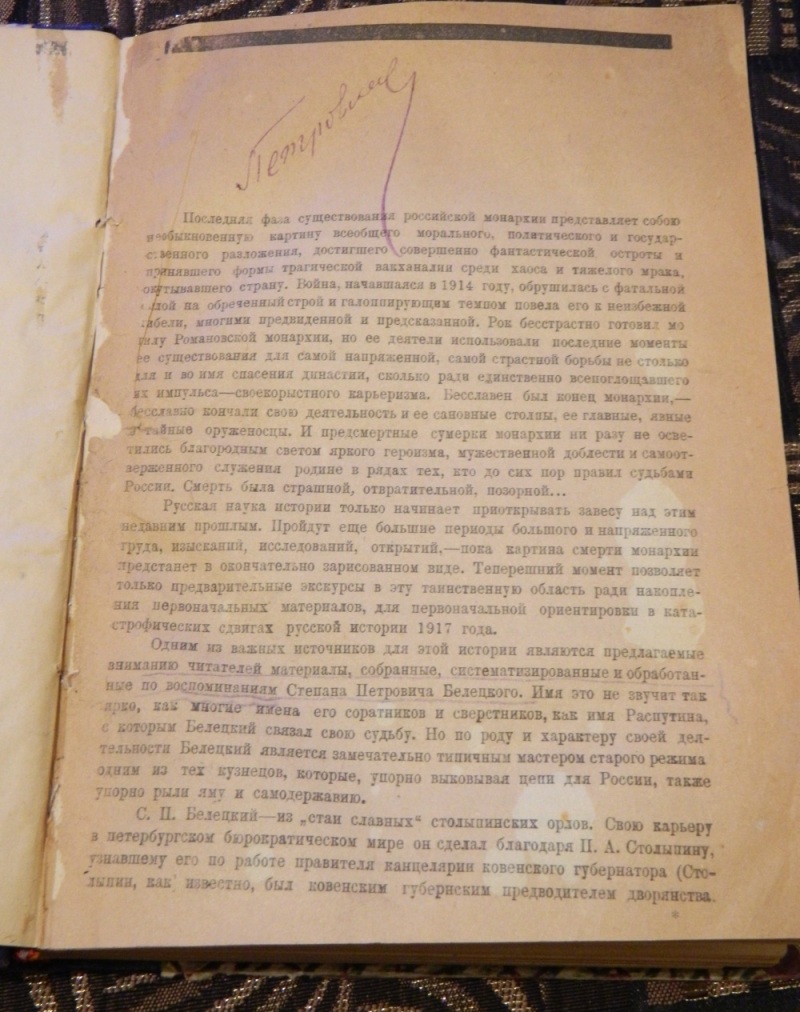 Последняя фаза существования российской монархии представляет собою
необыкновенную картину всеобщего морального, политического и государ-
ственного разложения, достигшего совершенно фантастической остроты и
принявшего формы трагической вакханалии среди хаоса и тяжелого мрака,
окутывавшего страну. Война, начавшаяся в 1914 году, обрушилась с фатальной
илой на обреченный строй и галоппирующим темпом повела его к неизбежной
ибели, многими предвиденной и предсказанной. Рок бесстрастно готовил мо
илу Романовской монархии, но ее деятели использовали последние моменты
ее существования для самой напряженной, самой страстной борьбы не столько
для и во имя спасения династии, сколько ради единственно всепоглощавшего
их импульса—своекорыстного карьеризма. Бесславен был конец монархии,—
бесславно кончали свою деятельность и ее сановные столпы, ее главные, явные
тайные оруженосцы. И предсмертные сумерки монархии ни разу не осве-
тились благородным светом яркого героизма, мужественной доблести и самоот-
верженного служения родине в рядах тех, кто до сих пор правил судьбами
России. Смерть была страшной, отвратительной, позорной...
Русская наука истории только начинает приоткрывать завесу над этим
недавним прошлым. Пройдут еще большие периоды большого и напряженного
труда, изысканий, исследований, открытий,—пока картина смерти монархии
предстанет в окончательно зарисованном виде. Теперешний момент позволяет
только предварительные экскурсы в эту таинственную область ради накопле-
ния первоначальных материалов, для первоначальной ориентировки в ката-
строфических сдвигах русской истории 1917 года.
Одним из важных источников для этой истории являются предлагаемые
вниманию читателей материалы, собранные, систематизированные и обработан-
ные по воспоминаниям Степана Петровича Белецкого. Имя это не звучит так
ярко, как многие имена его соратников и сверстников, как имя Распутина,
с которым Белецкий связал свою судьбу. Но по роду и характеру своей дея-
тельности Белецкий является замечательно типичным мастером старого режима
одним из тех кузнецов, которые, упорно выковывая цепи для России, также
упорно рыли яму и самодержавию.
С. П. Белецкий—из „стаи славных“ столыпинских орлов. Свою карьеру
в петербургском бюрократическом мире он сделал благодаря П. А. Столыпину,
узнавшему его по работе правителя канцелярии ковенского губернатора (Сто-
лыпин, как известно, был ковенским губернским предводителем дворянства.
*